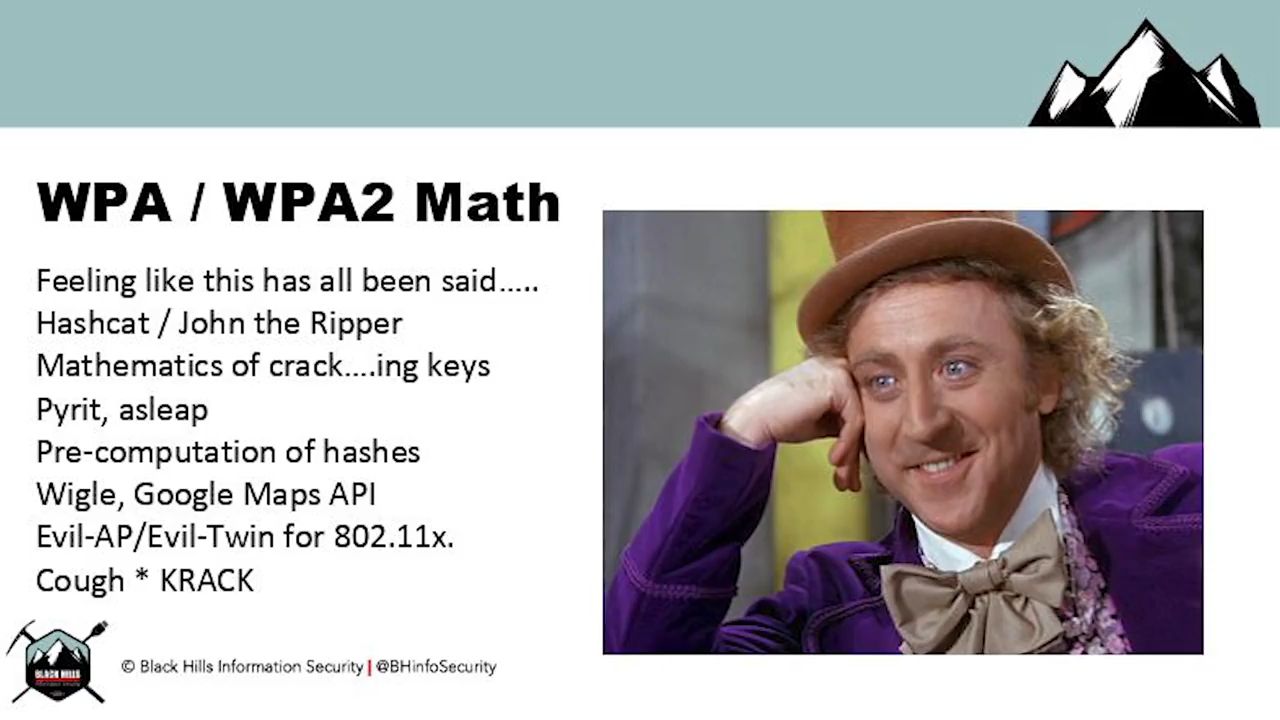 WPA / WPA2 Math
Feeling like this has all been said.....
Hashcat / John the Ripper
Mathematics of crack....ing keys
Pyrit, asleap
Pre-computation of hashes
Wigle, Google Maps API
Evil-AP/Evil-Twin for 802.11x.
Cough * KRACK
BLACK HILLS
© Black Hills Information Security | @BHinfoSecurity